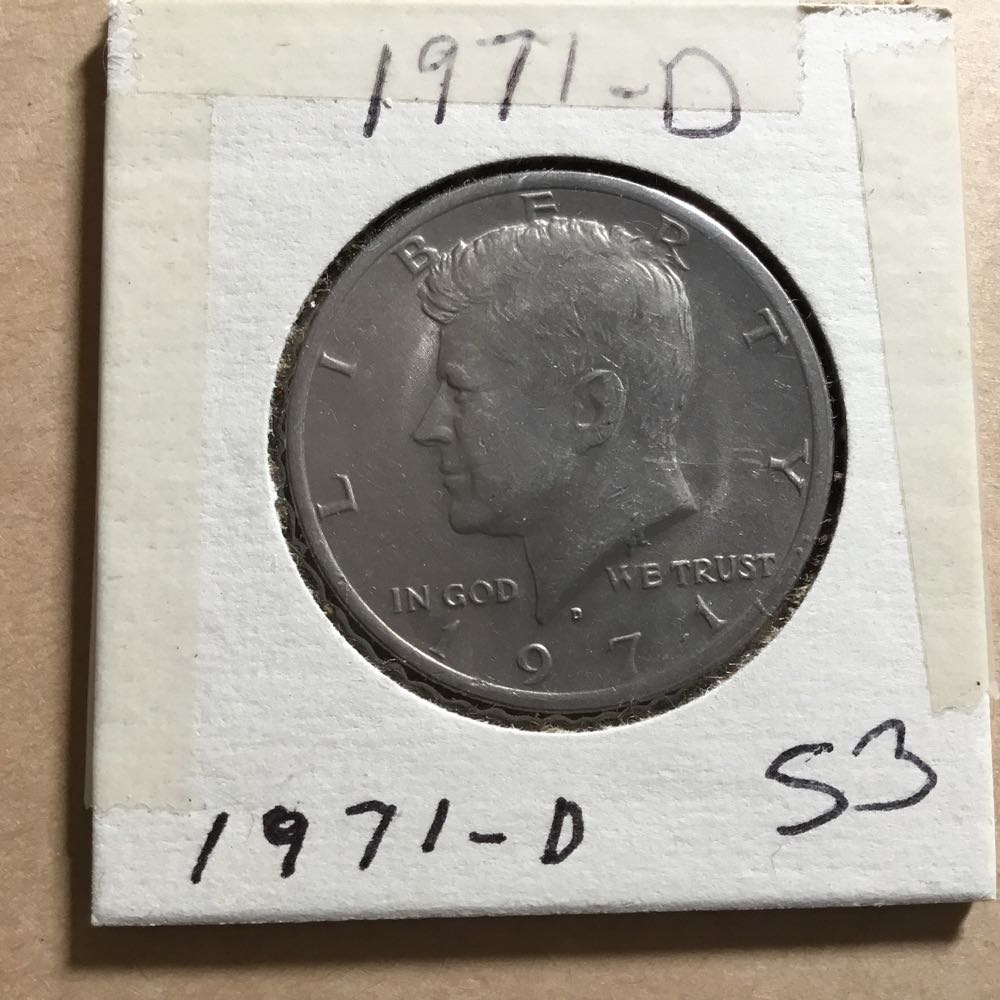 1971-D
LIBERTY
IN GOD WE TRUST
D
1971
S3
1971-D